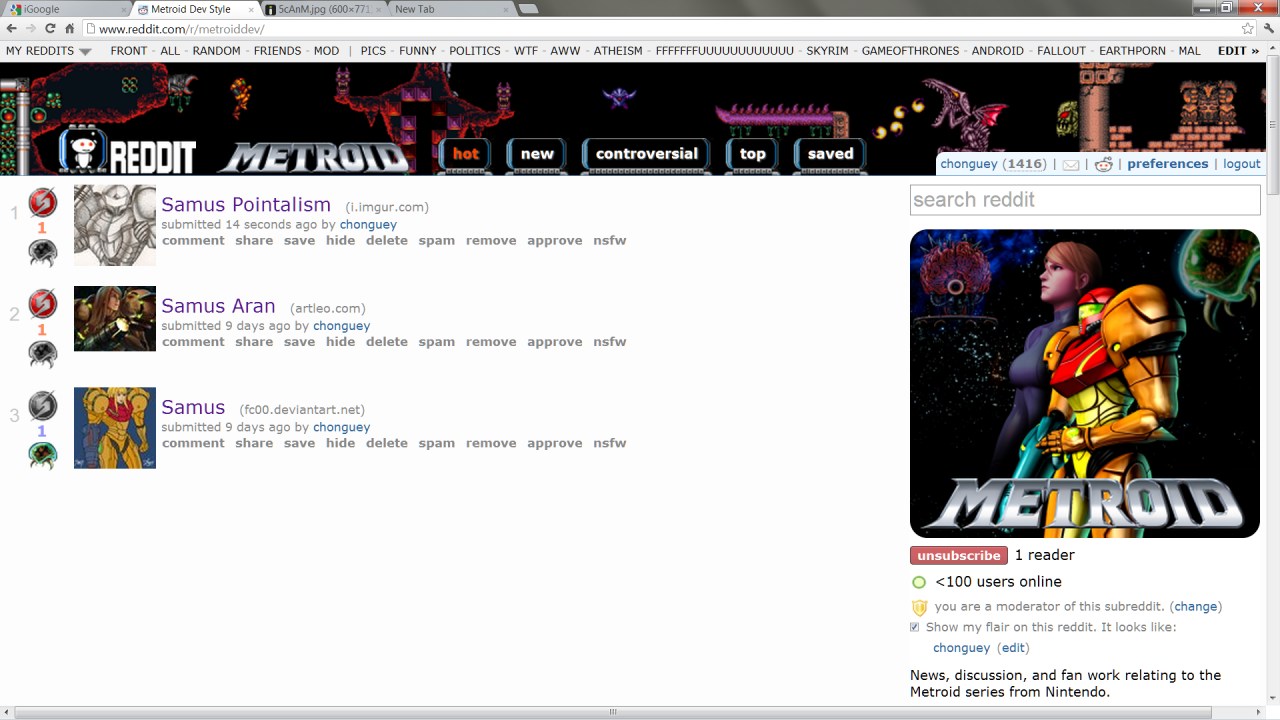 iGoogle
Metroid Dev Style
5cAnM.jpg (600×771
New Tab
www.reddit.com/r/metroiddev/
MY REDDITS FRONT - ALL - RANDOM - FRIENDS - MOD | PICS - FUNNY - POLITICS - WTF - AWW - ATHEISM - FFFFFFFUUUUUUUUUUUU - SKYRIM - GAMEOFTHRONES - ANDROID - FALLOUT - EARTHPORN - MAL EDIT »
REDDIT METROID hot new controversial top saved
chonguey (1416) | | | preferences | logout
1
Samus Pointalism (i.imgur.com)
1
submitted 14 seconds ago by chonguey
comment share save hide delete spam remove approve nsfw
2
Samus Aran (artleo.com)
1
submitted 9 days ago by chonguey
comment share save hide delete spam remove approve nsfw
3
Samus (fc00.deviantart.net)
1
submitted 9 days ago by chonguey
comment share save hide delete spam remove approve nsfw
search reddit
METROID
unsubscribe 1 reader
<100 users online
you are a moderator of this subreddit. (change)
Show my flair on this reddit. It looks like:
chonguey (edit)
News, discussion, and fan work relating to the
Metroid series from Nintendo.